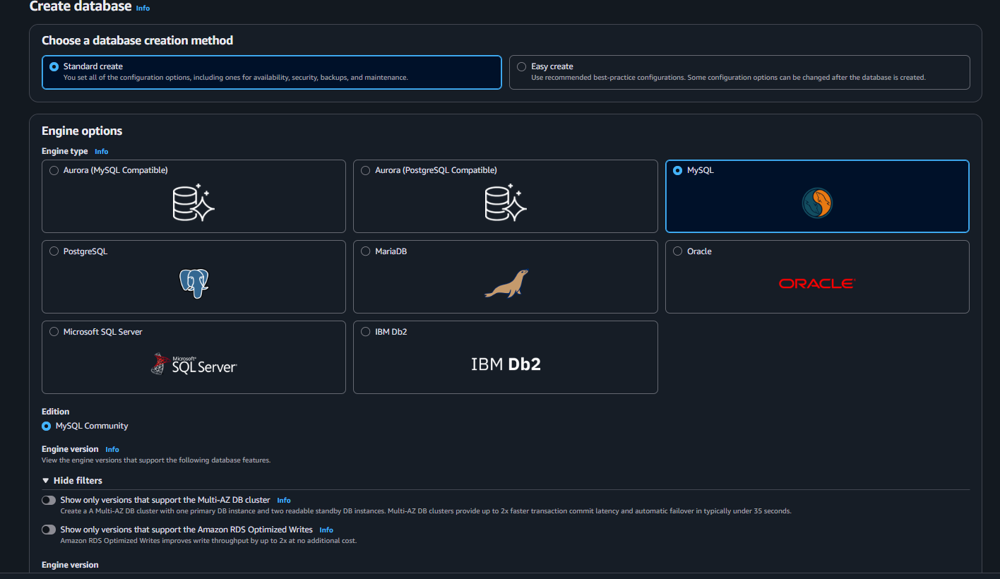 Create database Info
Choose a database creation method
Standard create
You set all of the configuration options, including ones for availability, security, backups, and maintenance.
Easy create
Use recommended best-practice configurations. Some configuration options can be changed after the database is created.
Engine options
Engine type Info
Aurora (MySQL Compatible)
Aurora (PostgreSQL Compatible)
MySQL
PostgreSQL
MariaDB
Oracle
ORACLE
Microsoft SQL Server
Microsoft®
SQL Server®
IBM Db2
IBM Db2
Edition
MySQL Community
Engine version Info
View the engine versions that support the following database features.
Hide filters
Show only versions that support the Multi-AZ DB cluster Info
Create a A Multi-AZ DB cluster with one primary DB instance and two readable standby DB instances. Multi-AZ DB clusters provide up to 2x faster transaction commit latency and automatic failover in typically under 35 seconds.
Show only versions that support the Amazon RDS Optimized Writes Info
Amazon RDS Optimized Writes improves write throughput by up to 2x at no additional cost.
Engine version